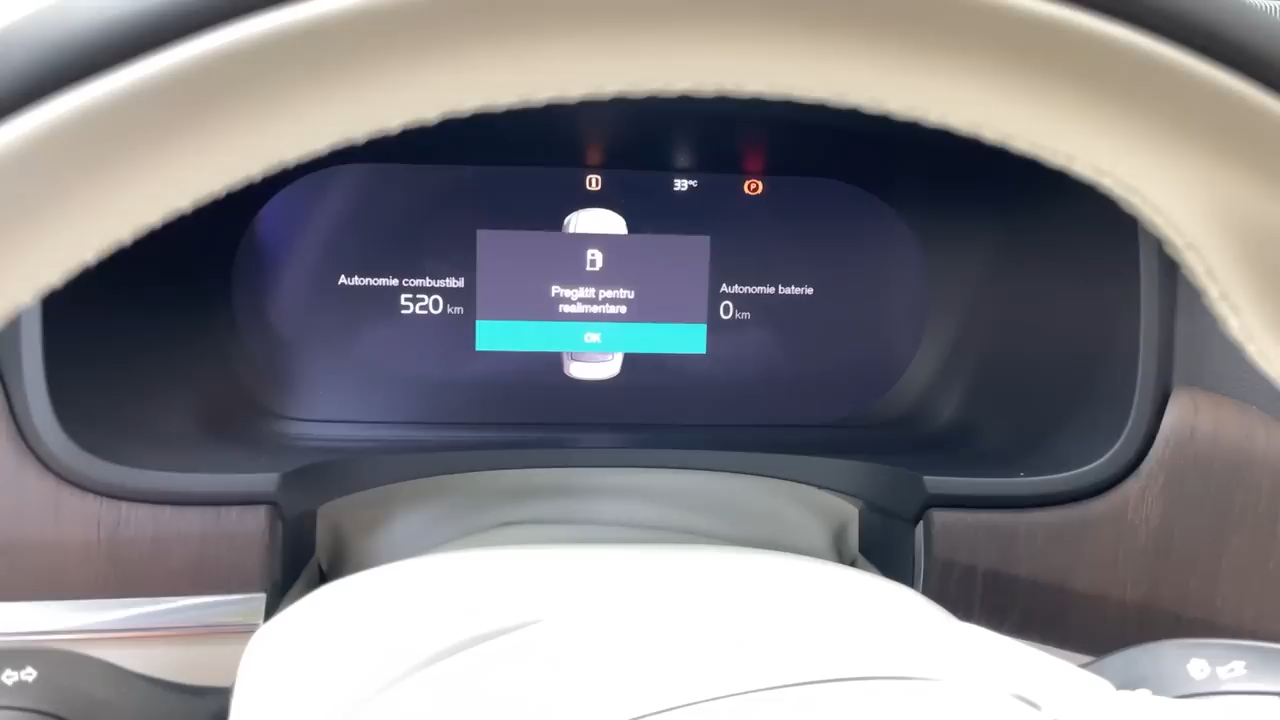 33°C
P
Autonomie combustibil
520 km
Pregătit pentru
realimentare
OK
Autonomie baterie
0 km